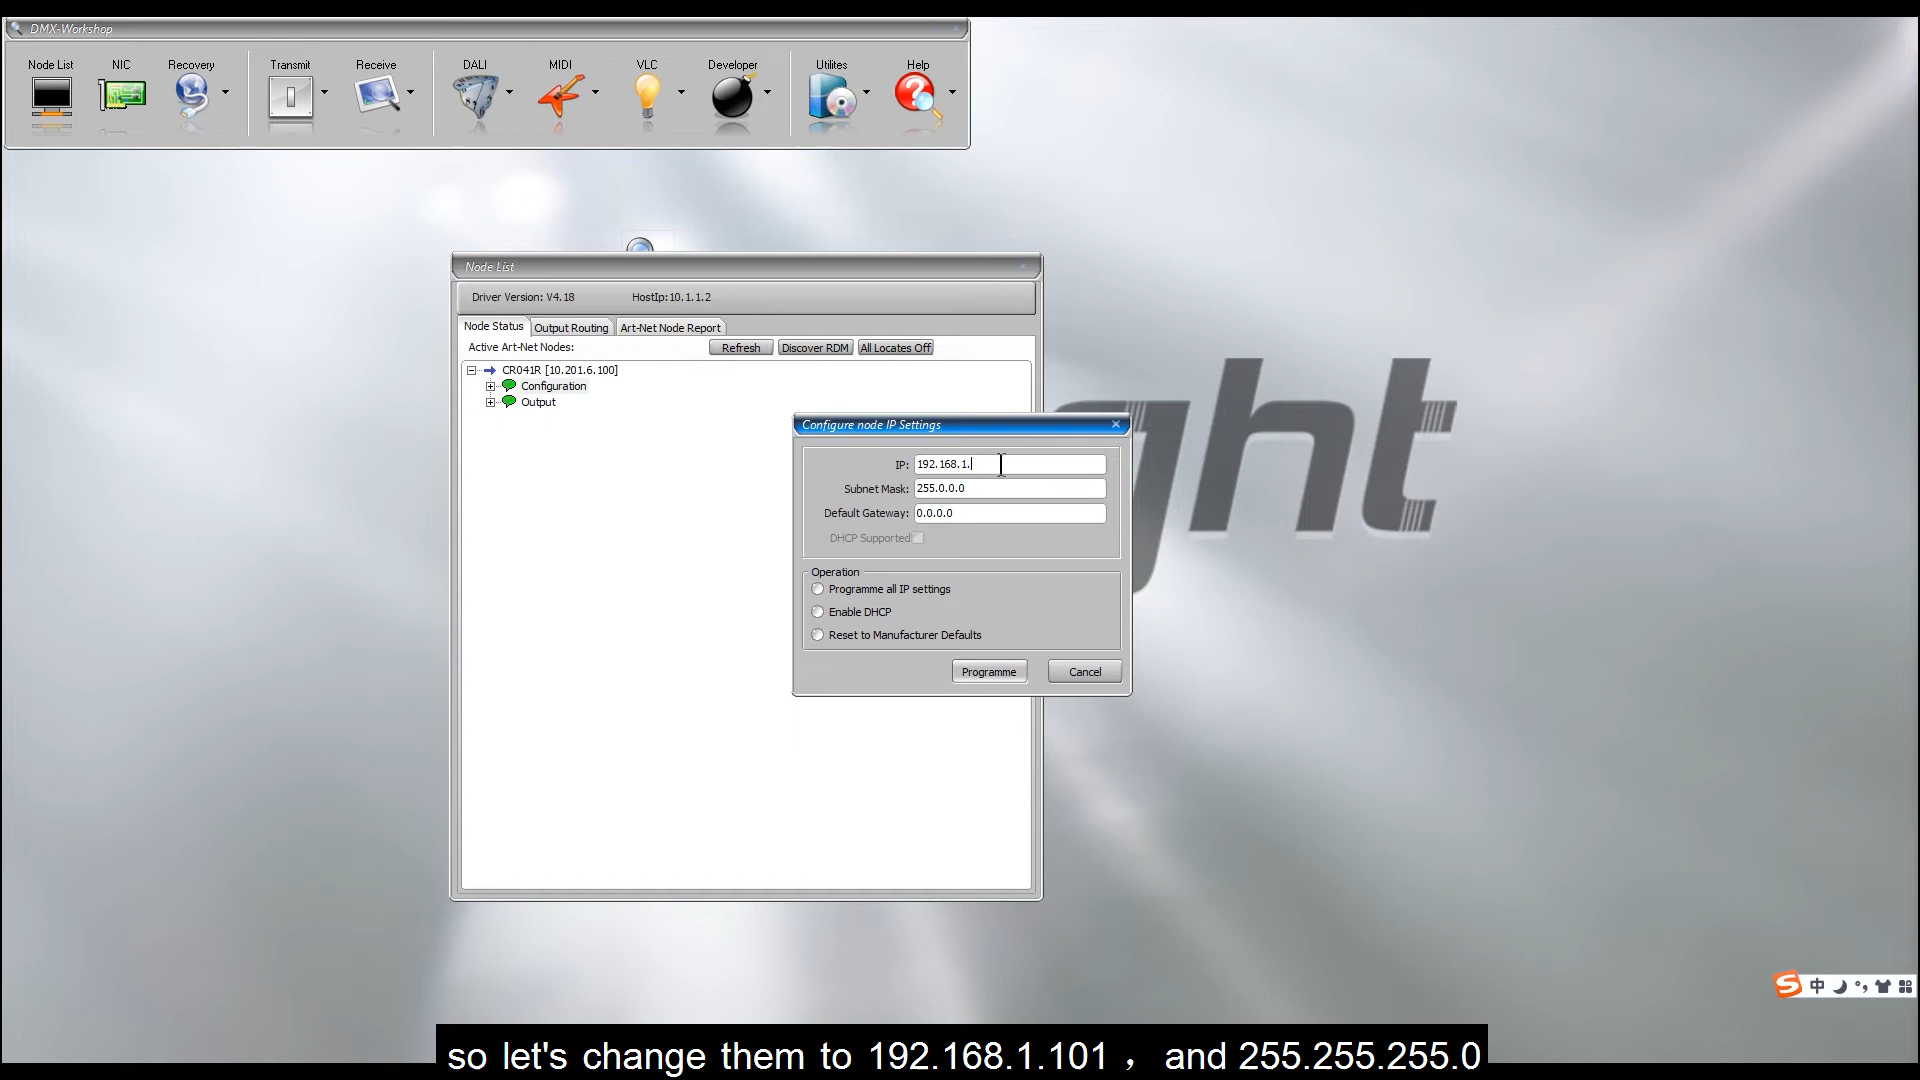 DMX-Workshop
Node List
NIC
Recovery
Transmit
Receive
DALI
MIDI
VLC
Developer
Utilites
Help
Node List
Driver Version: V4.18
HostIp:10.1.1.2
Node Status
Output Routing
Art-Net Node Report
Active Art-Net Nodes:
Refresh
Discover RDM
All Locates Off
CR041R [10.201.6.100]
Configuration
Output
Configure node IP Settings
IP: 192.168.1.
Subnet Mask: 255.0.0.0
Default Gateway: 0.0.0.0
DHCP Supported
Operation
Programme all IP settings
Enable DHCP
Reset to Manufacturer Defaults
Programme
Cancel
ght
中
so let's change them to 192.168.1.101 ，and 255.255.255.0